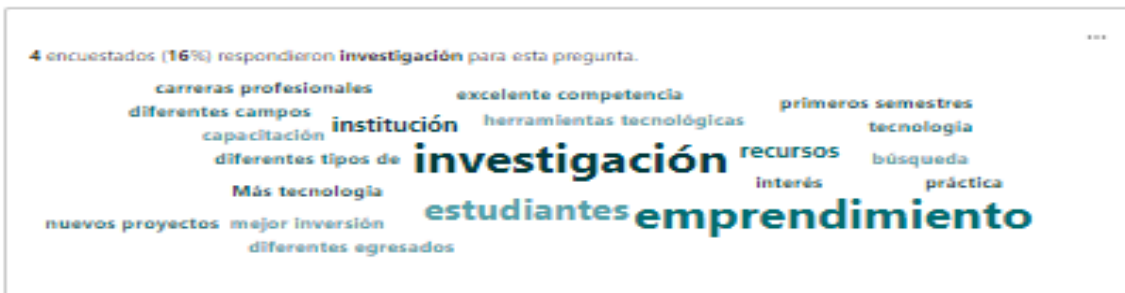 4 encuestados (16%) respondieron investigación para esta pregunta.
carreras profesionales excelente competencia primeros semestres
diferentes campos institución herramientas tecnológicas tecnologia
capacitación
diferentes tipos de investigación recursos búsqueda
Más tecnologia interés práctica
nuevos proyectos mejor inversión estudiantes emprendimiento
diferentes egresados